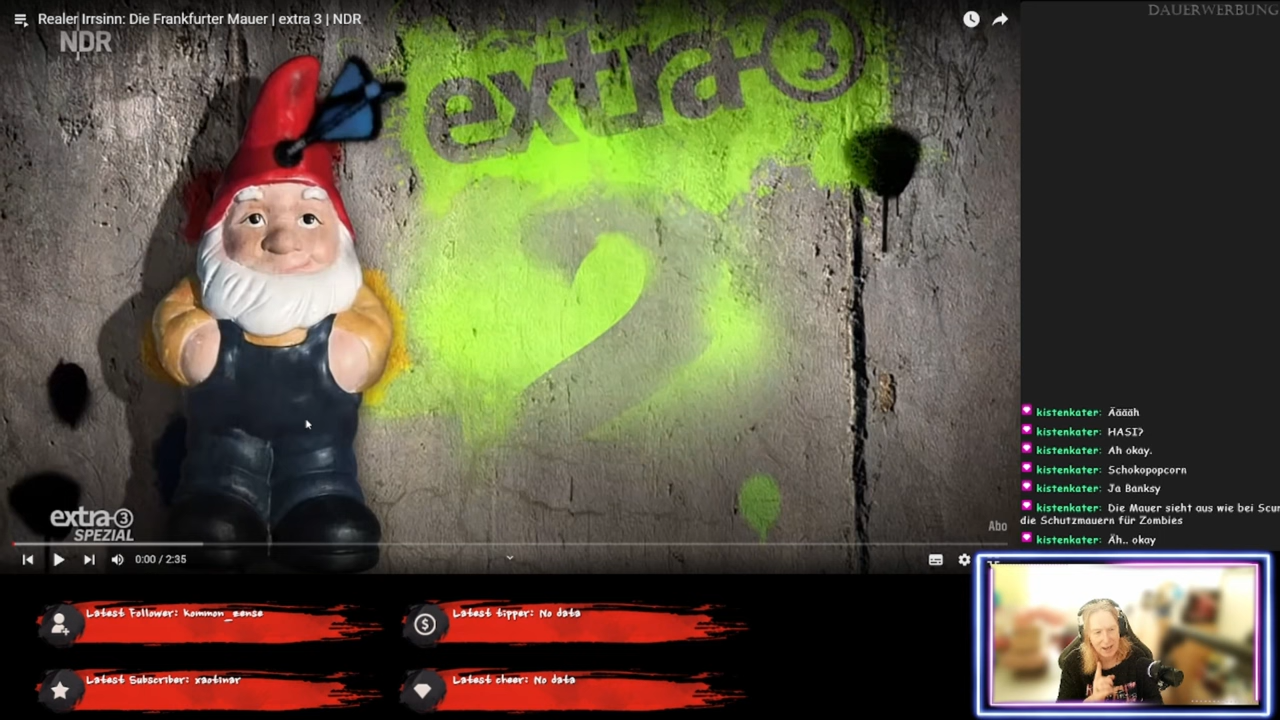 Realer Irrsinn: Die Frankfurter Mauer | extra 3 | NDR
DAUERWERBUNG
NDR
extra 3
2
kistenkater: Ääääh
kistenkater: HASI?
kistenkater: Ah okay.
kistenkater: Schokopopcorn
kistenkater: Ja Banksy
kistenkater: Die Mauer sieht aus wie bei
die Schutzmauern für Zombies
kistenkater: Äh.. okay
extra 3
SPEZIAL
Abo
0:00 / 2:35
Latest Follower: Kommon_sense
Latest tipper: No data
Latest Subscriber: xaotinar
Latest cheer: No data